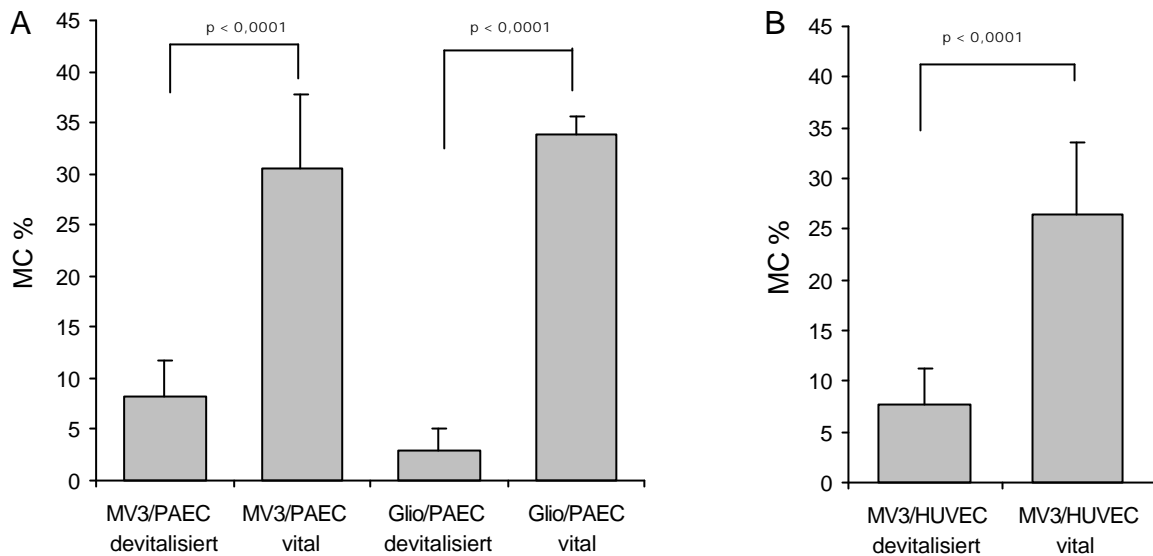 A
p < 0,0001
p < 0,0001
MC %
45
40
35
30
25
20
15
10
5
0
MV3/PAEC
devitalisiert
MV3/PAEC
vital
Glio/PAEC
devitalisiert
Glio/PAEC
vital
B
p < 0,0001
MC %
45
40
35
30
25
20
15
10
5
0
MV3/HUVEC
devitalisiert
MV3/HUVEC
vital